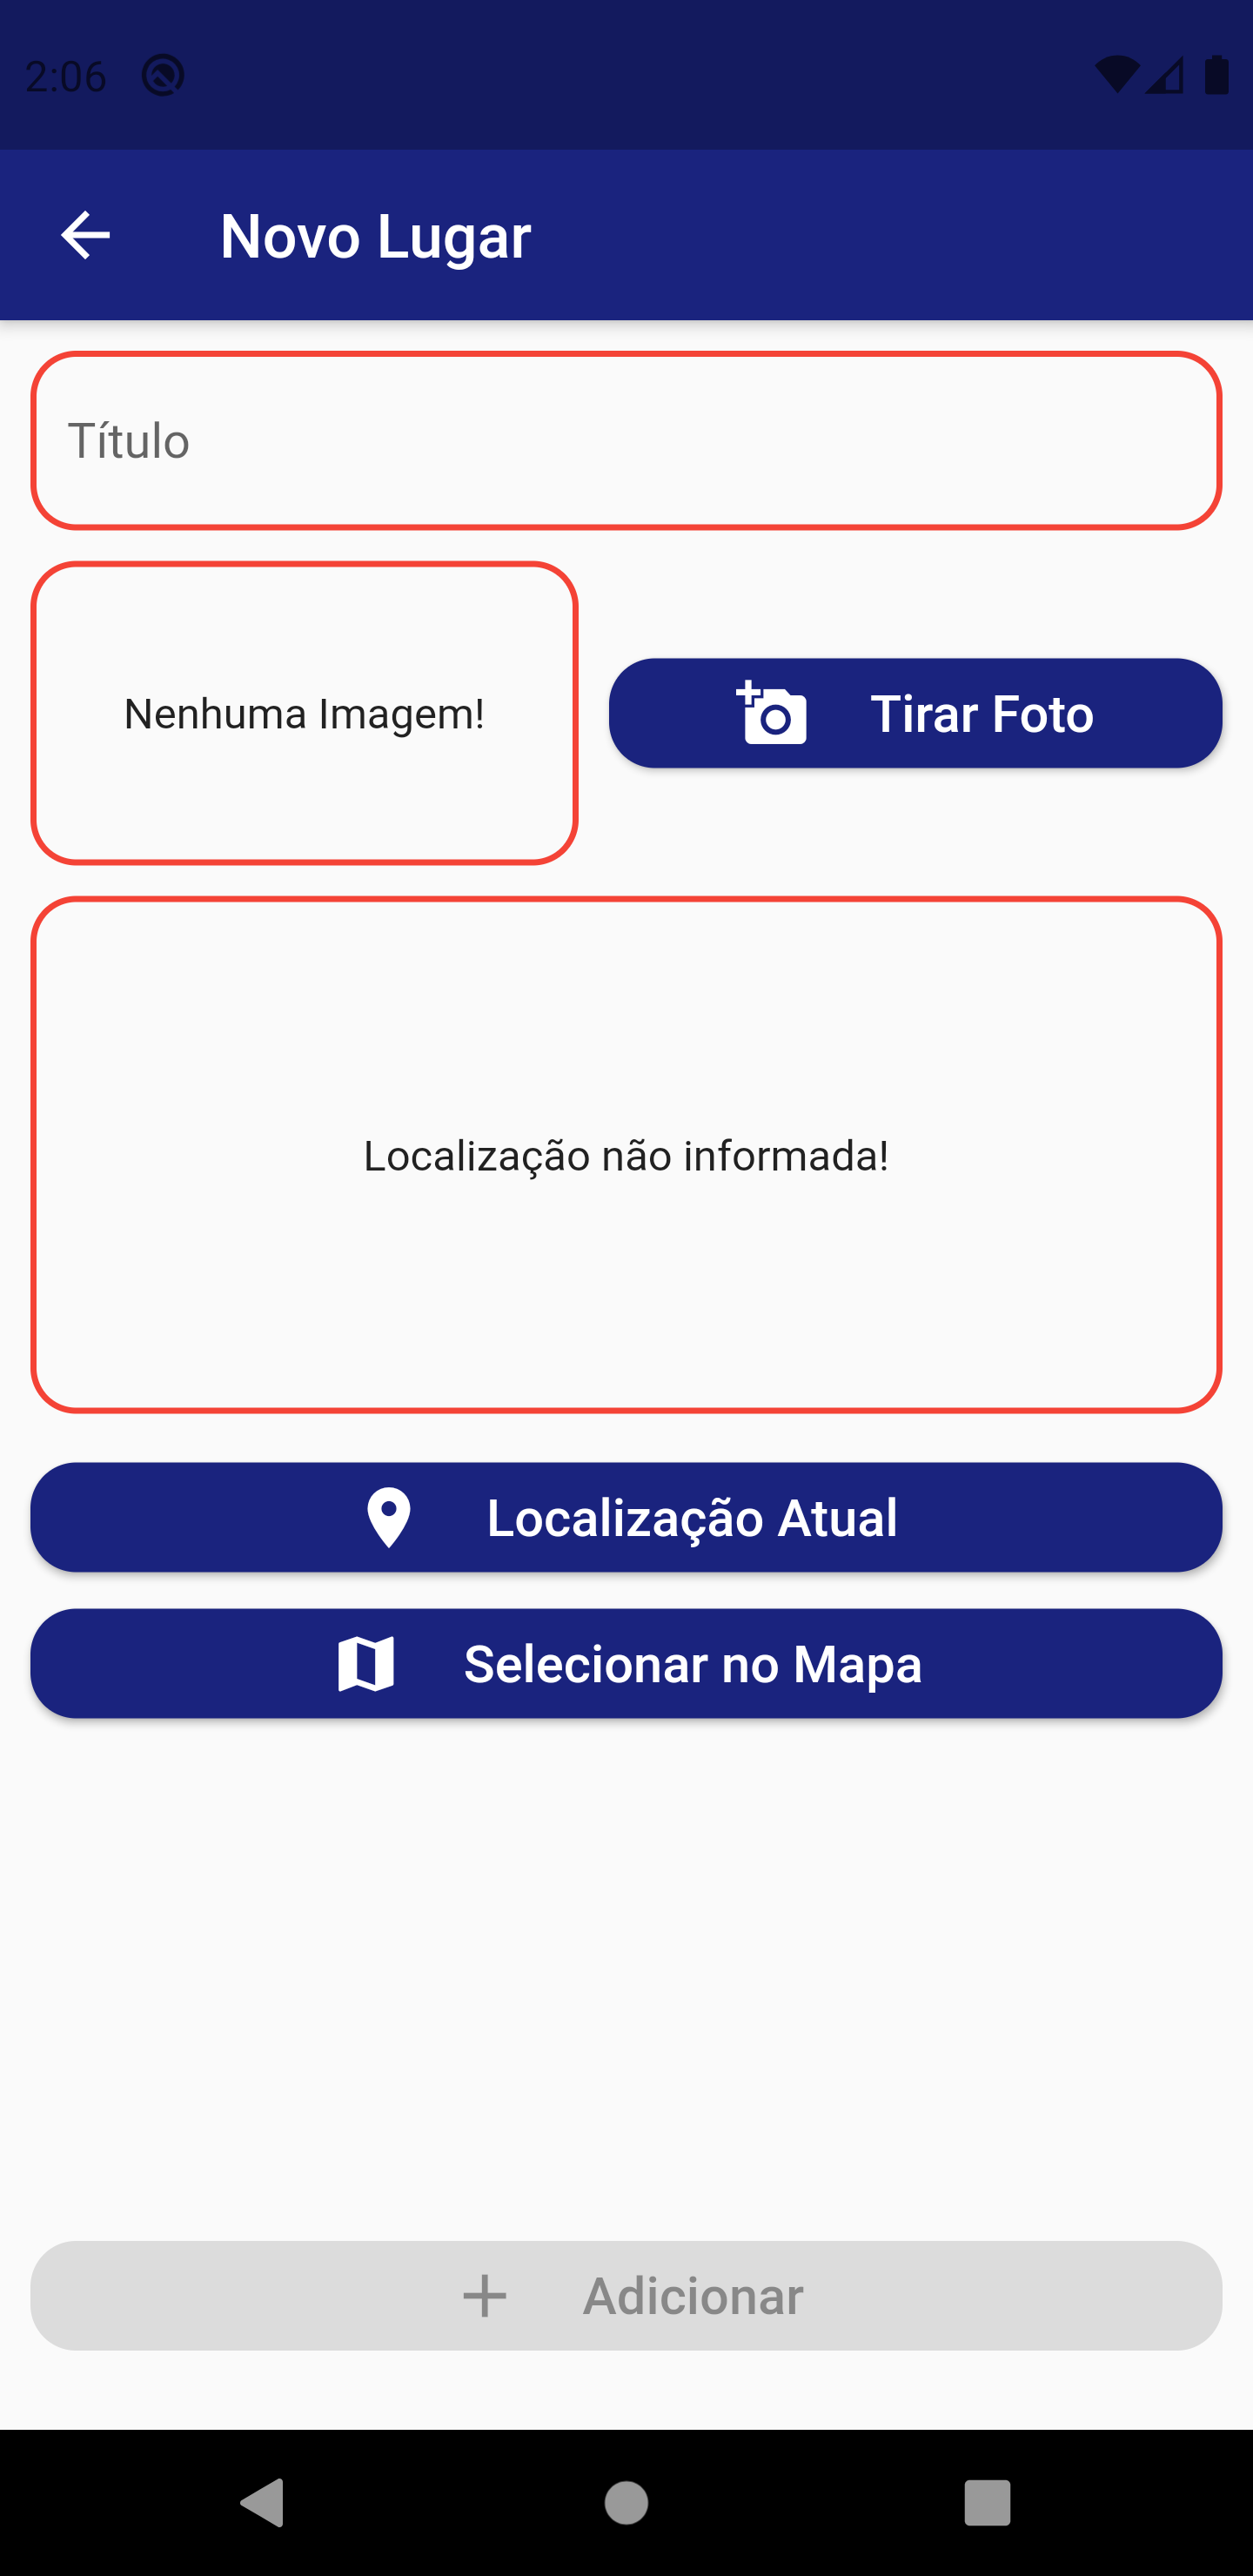 2:06
Novo Lugar
Título
Nenhuma Imagem!
Tirar Foto
Localização não informada!
Localização Atual
Selecionar no Mapa
Adicionar